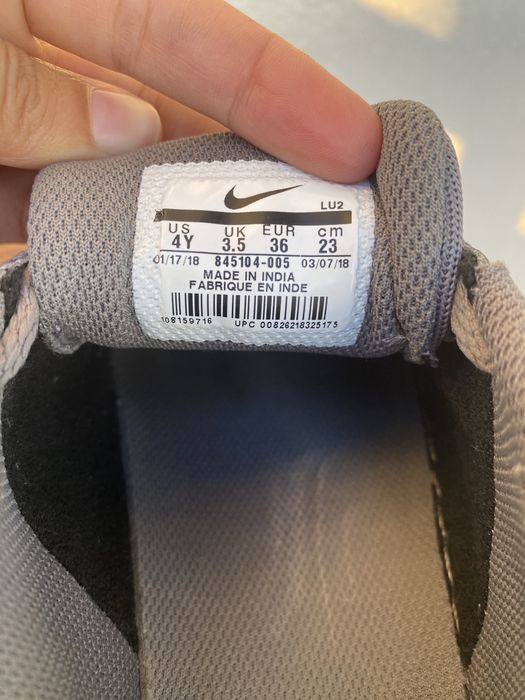 LU2
US UK EUR cm
4Y 3.5 36 23
01/17/18 845104-005 03/07/18
MADE IN INDIA
FABRIQUE EN INDE
108159716 UPC 00826218325175